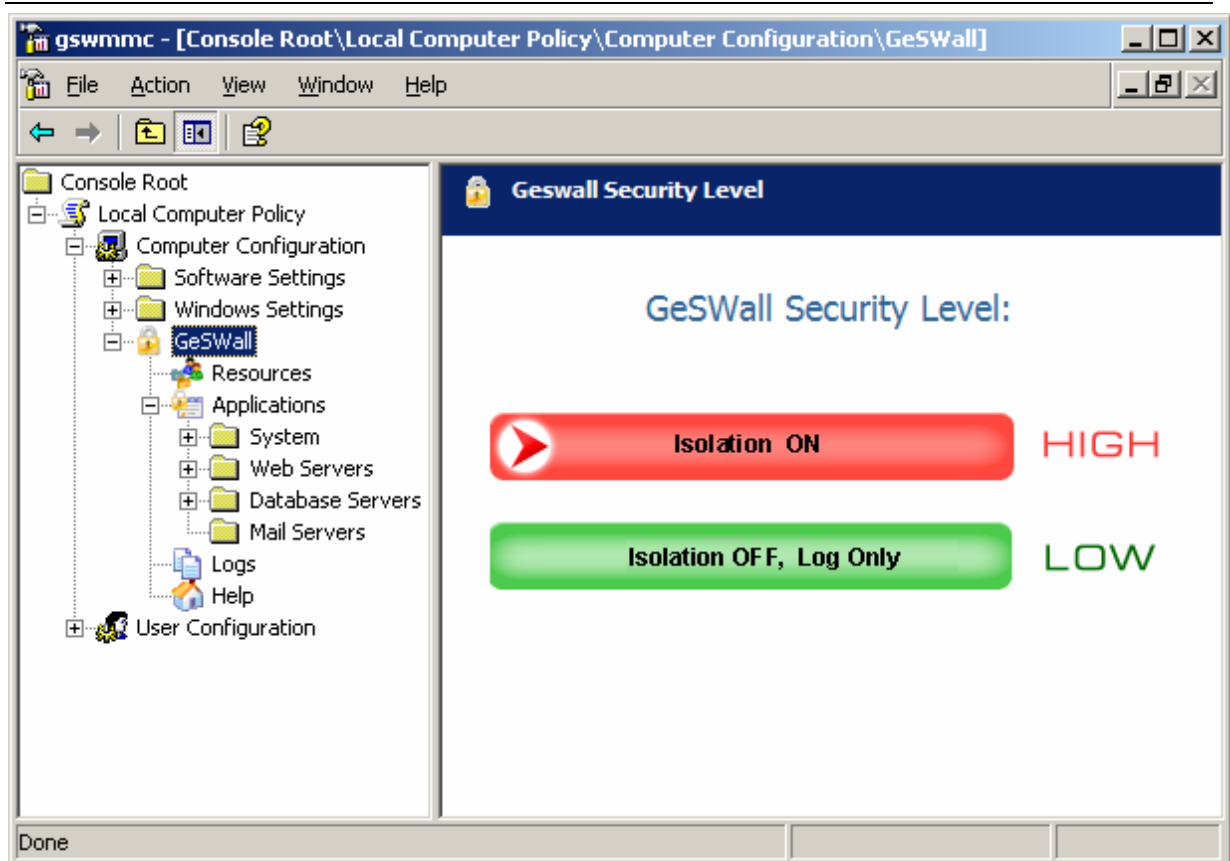 gswmmc - [Console Root\Local Computer Policy\Computer Configuration\GeSWall]
File Action View Window Help
Console Root
Local Computer Policy
Computer Configuration
Software Settings
Windows Settings
GeSWall
Resources
Applications
System
Web Servers
Database Servers
Mail Servers
Logs
Help
User Configuration
Geswall Security Level
GeSWall Security Level:
Isolation ON HIGH
Isolation OFF, Log Only LOW
Done